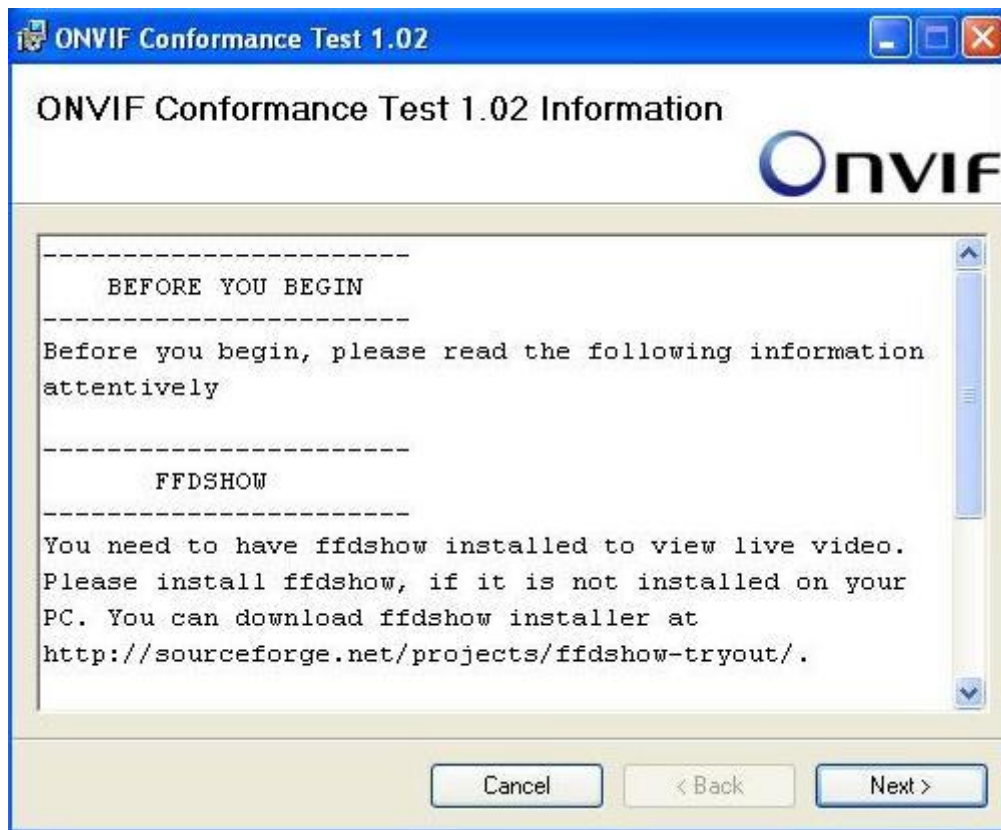 ONVIF Conformance Test 1.02
ONVIF Conformance Test 1.02 Information
ONVIF
-----------------------
BEFORE YOU BEGIN
-----------------------
Before you begin, please read the following information
attentively
-----------------------
FFDSHOW
-----------------------
You need to have ffdshow installed to view live video.
Please install ffdshow, if it is not installed on your
PC. You can download ffdshow installer at
http://sourceforge.net/projects/ffdshow-tryout/.
Cancel
< Back
Next >